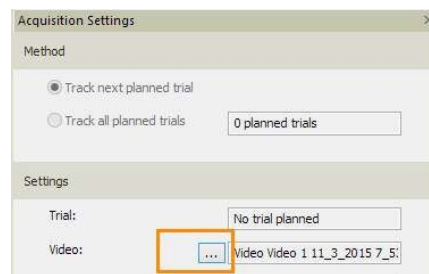 Acquisition Settings
Method
Track next planned trial
Track all planned trials 0 planned trials
Settings
Trial: No trial planned
Video: ... Video Video 1 11_3_2015 7_5